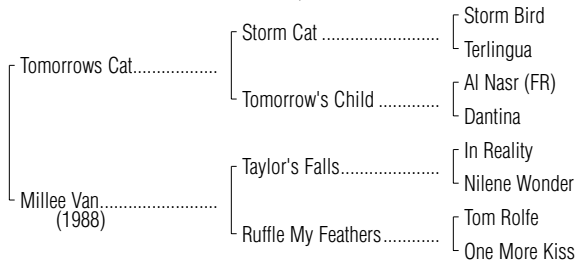 Storm Bird
Storm Cat ........................
Terlingua
Tomorrows Cat.................
Al Nasr (FR)
Tomorrow's Child .............
Dantina
In Reality
Taylor's Falls....................
Nilene Wonder
Millee Van........................
(1988)
Tom Rolfe
Ruffle My Feathers............
One More Kiss